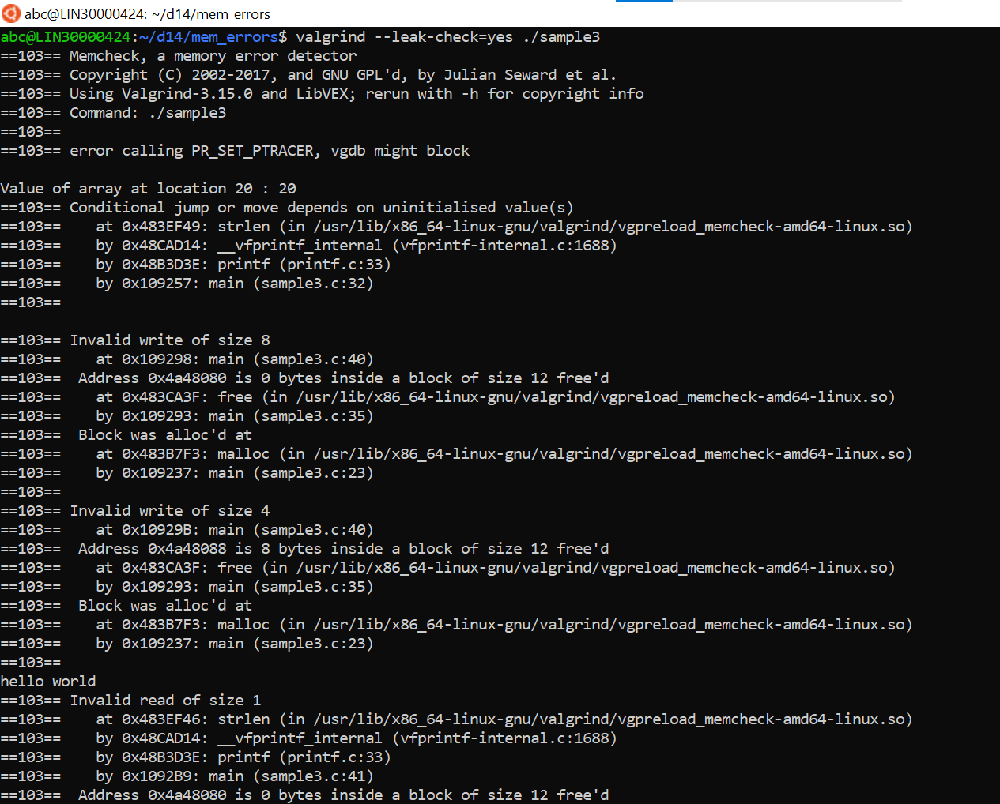 abc@LIN30000424: ~/d14/mem_errors
abc@LIN30000424:~/d14/mem_errors$ valgrind --leak-check=yes ./sample3
==103== Memcheck, a memory error detector
==103== Copyright (C) 2002-2017, and GNU GPL'd, by Julian Seward et al.
==103== Using Valgrind-3.15.0 and LibVEX; rerun with -h for copyright info
==103== Command: ./sample3
==103==
==103== error calling PR_SET_PTRACER, vgdb might block
Value of array at location 20 : 20
==103== Conditional jump or move depends on uninitialised value(s)
==103==    at 0x483EF49: strlen (in /usr/lib/x86_64-linux-gnu/valgrind/vgpreload_memcheck-amd64-linux.so)
==103==    by 0x48CAD14: __vfprintf_internal (vfprintf-internal.c:1688)
==103==    by 0x48B3D3E: printf (printf.c:33)
==103==    by 0x109257: main (sample3.c:32)
==103==
==103== Invalid write of size 8
==103==    at 0x109298: main (sample3.c:40)
==103==  Address 0x4a48080 is 0 bytes inside a block of size 12 free'd
==103==    at 0x483CA3F: free (in /usr/lib/x86_64-linux-gnu/valgrind/vgpreload_memcheck-amd64-linux.so)
==103==    by 0x109293: main (sample3.c:35)
==103==  Block was alloc'd at
==103==    at 0x483B7F3: malloc (in /usr/lib/x86_64-linux-gnu/valgrind/vgpreload_memcheck-amd64-linux.so)
==103==    by 0x109237: main (sample3.c:23)
==103==
==103== Invalid write of size 4
==103==    at 0x10929B: main (sample3.c:40)
==103==  Address 0x4a48088 is 8 bytes inside a block of size 12 free'd
==103==    at 0x483CA3F: free (in /usr/lib/x86_64-linux-gnu/valgrind/vgpreload_memcheck-amd64-linux.so)
==103==    by 0x109293: main (sample3.c:35)
==103==  Block was alloc'd at
==103==    at 0x483B7F3: malloc (in /usr/lib/x86_64-linux-gnu/valgrind/vgpreload_memcheck-amd64-linux.so)
==103==    by 0x109237: main (sample3.c:23)
==103==
hello world
==103== Invalid read of size 1
==103==    at 0x483EF46: strlen (in /usr/lib/x86_64-linux-gnu/valgrind/vgpreload_memcheck-amd64-linux.so)
==103==    by 0x48CAD14: __vfprintf_internal (vfprintf-internal.c:1688)
==103==    by 0x48B3D3E: printf (printf.c:33)
==103==    by 0x1092B9: main (sample3.c:41)
==103==  Address 0x4a48080 is 0 bytes inside a block of size 12 free'd